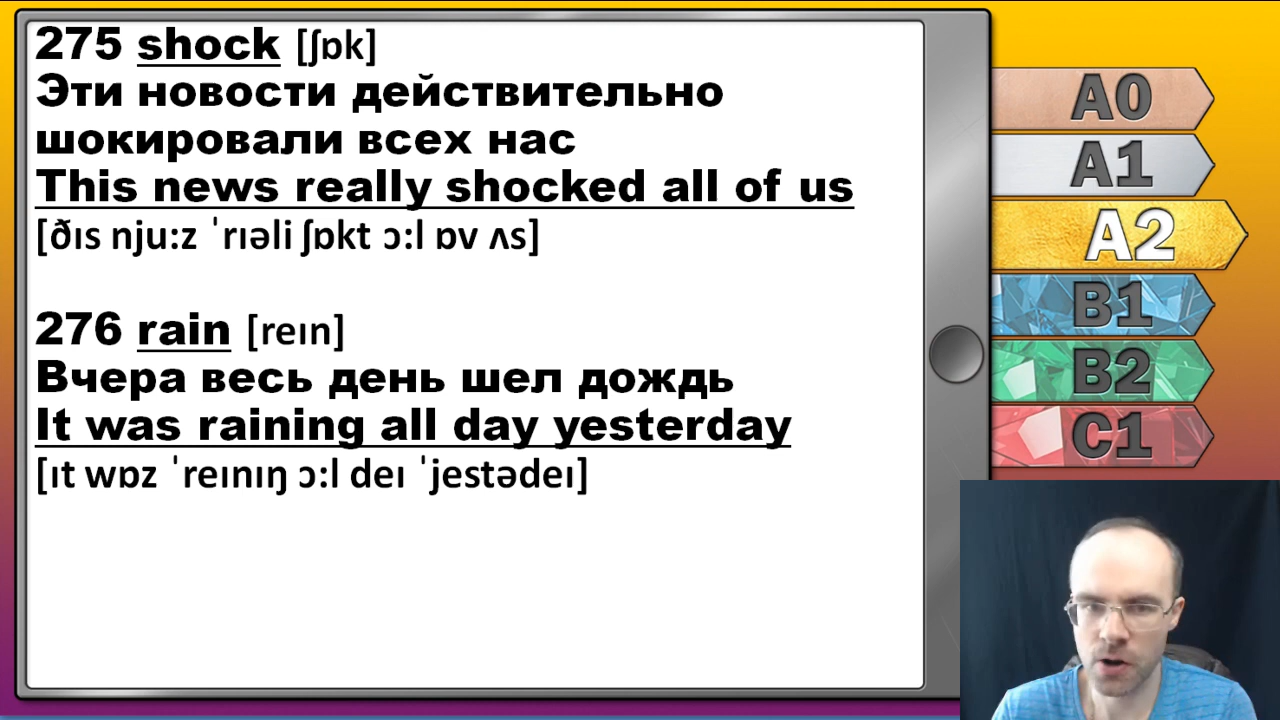 275 shock [ʃɒk]
Эти новости действительно
шокировали всех нас
This news really shocked all of us
[ðɪs nju:z ˈrɪəli ʃɒkt ɔ:l ɒv ʌs]
276 rain [reɪn]
Вчера весь день шел дождь
It was raining all day yesterday
[ɪt wɒz ˈreɪnɪŋ ɔ:l deɪ ˈjestədeɪ]
A0
A1
A2
B1
B2
C1